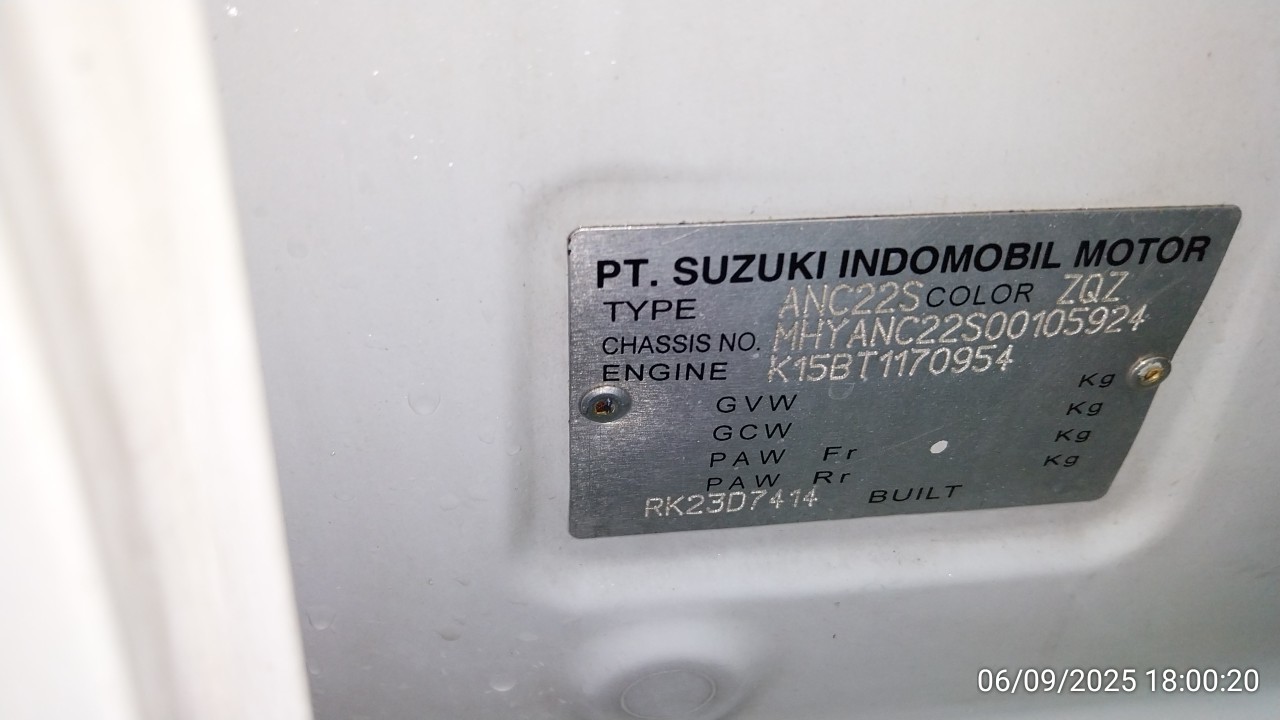 PT. SUZUKI INDOMOBIL MOTOR
TYPE ANC22S COLOR ZQZ
CHASSIS NO. MHYANC22S00105924
ENGINE K15BT1170954
GVW Kg
GCW Kg
PAW Fr Kg
PAW Rr Kg
RK23D7414 BUILT
06/09/2025 18:00:20